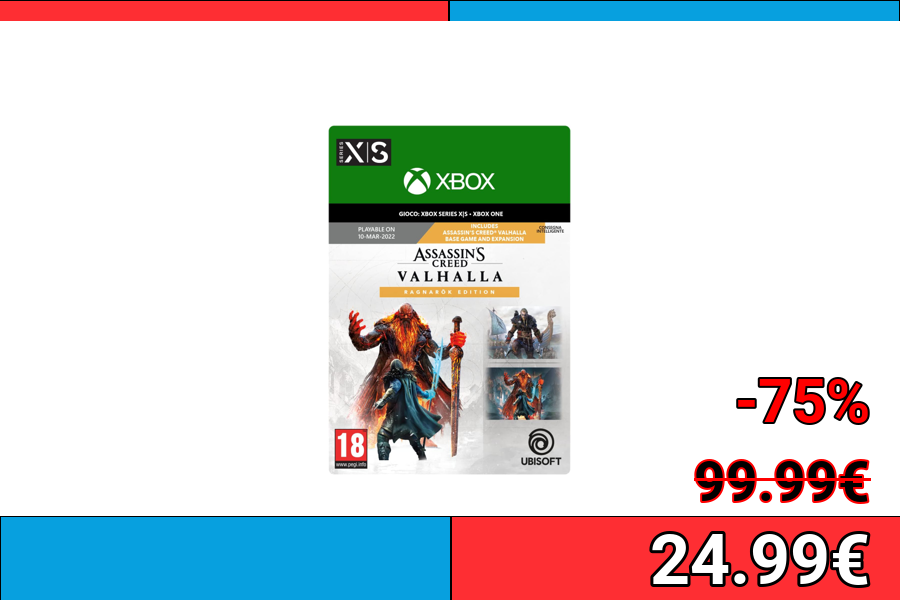 SERIES X|S
XBOX
GIOCO: XBOX SERIES X|S • XBOX ONE
PLAYABLE ON
10-MAR-2022
INCLUDES
ASSASSIN'S CREED® VALHALLA
BASE GAME AND EXPANSION
CONSEGNA
INTELLIGENTE
ASSASSIN'S
CREED
VALHALLA
RAGNARÖK EDITION
18
www.pegi.info
UBISOFT
-75%
99.99€
24.99€